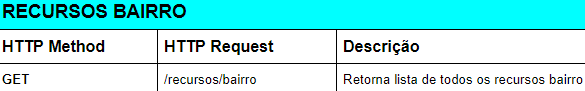 RECURSOS BAIRRO
HTTP Method HTTP Request Descrição
GET /recursos/bairro Retorna lista de todos os recursos bairro